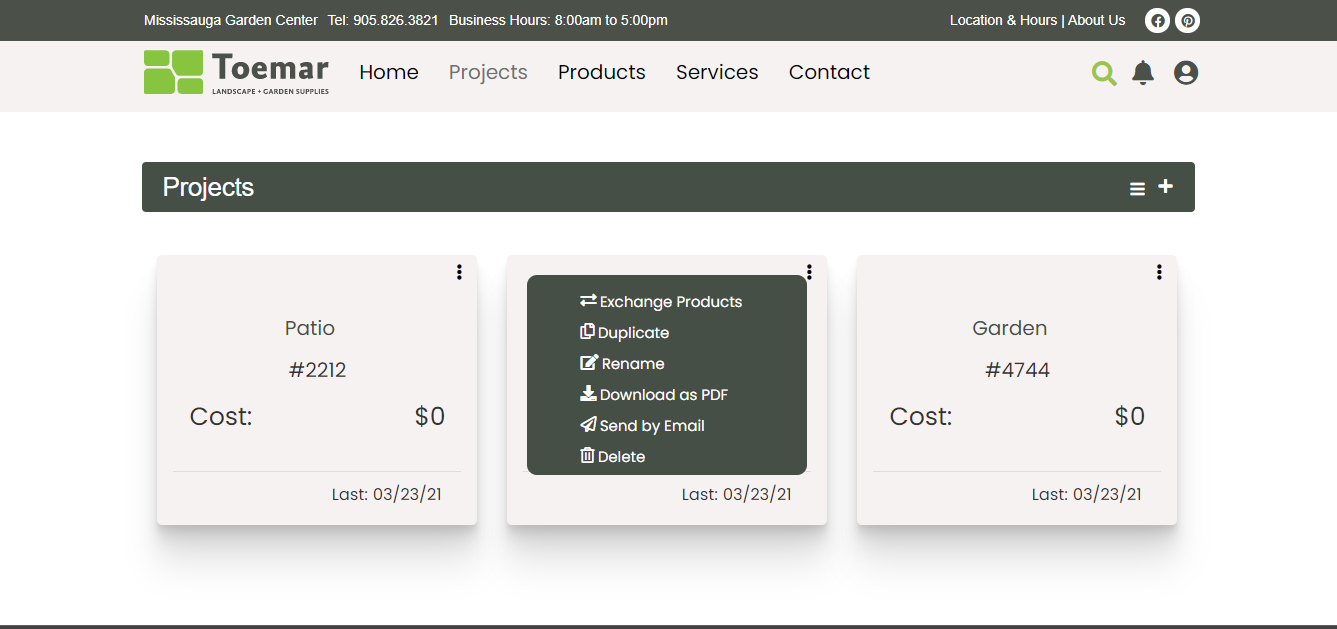 Mississauga Garden Center Tel: 905.826.3821 Business Hours: 8:00am to 5:00pm
Location & Hours | About Us
Toemar
LANDSCAPE + GARDEN SUPPLIES
Home Projects Products Services Contact
Projects
Patio
#2212
Cost: $0
Last: 03/23/21
Exchange Products
Duplicate
Rename
Download as PDF
Send by Email
Delete
Last: 03/23/21
Garden
#4744
Cost: $0
Last: 03/23/21